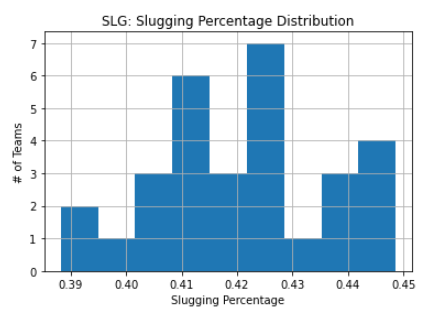 SLG: Slugging Percentage Distribution
7
6
5
4
3
2
1
0
# of Teams
0.39 0.40 0.41 0.42 0.43 0.44 0.45
Slugging Percentage